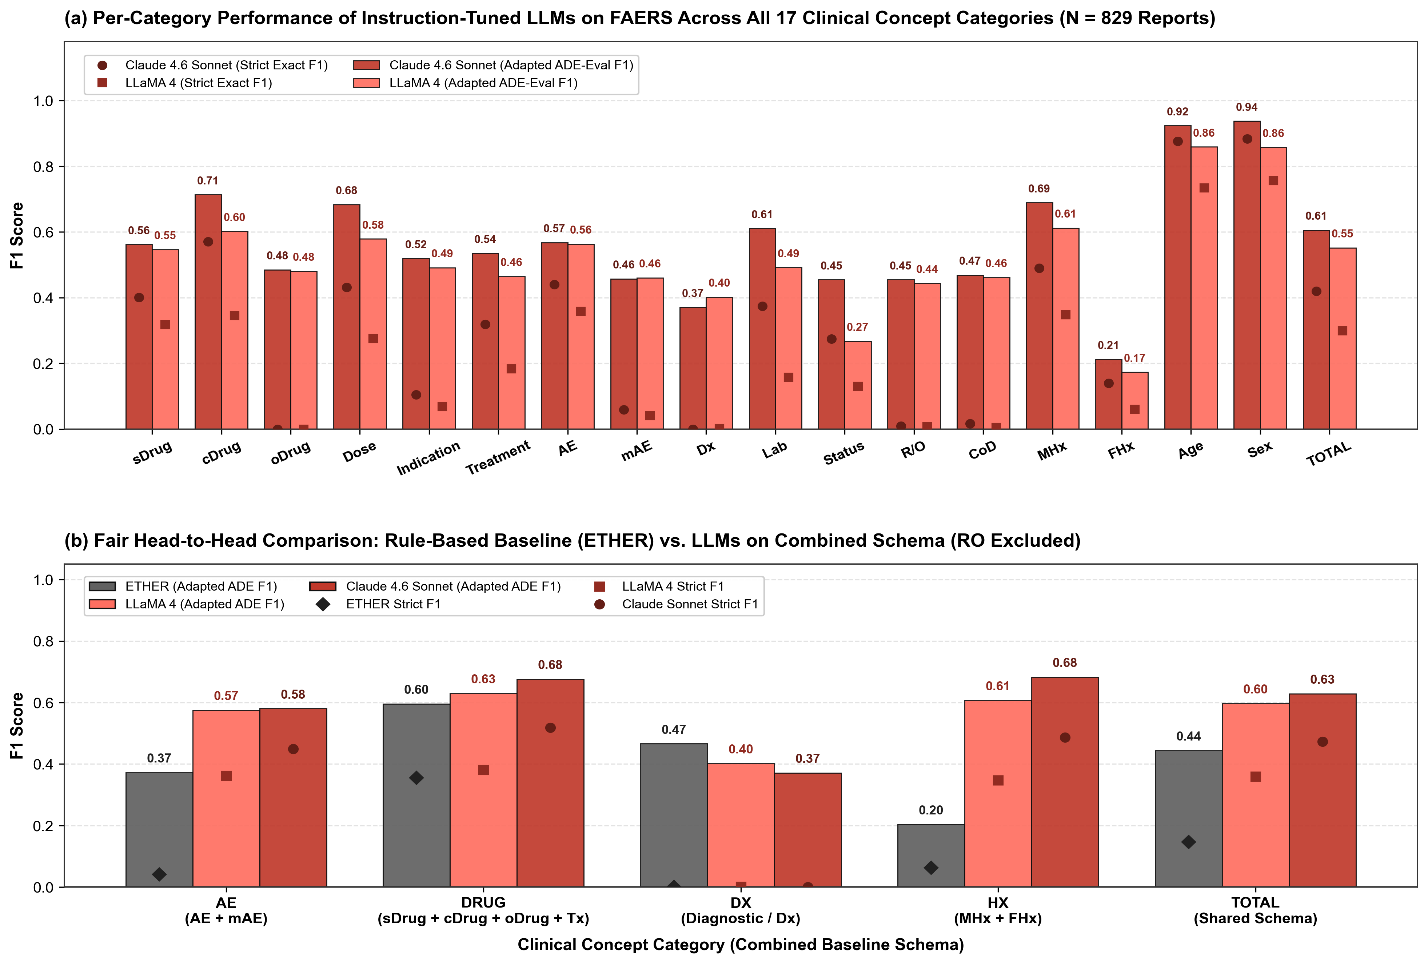 (a) Per-Category Performance of Instruction-Tuned LLMs on FAERS Across All 17 Clinical Concept Categories (N = 829 Reports)
Claude 4.6 Sonnet (Strict Exact F1)
LLaMA 4 (Strict Exact F1)
Claude 4.6 Sonnet (Adapted ADE-Eval F1)
LLaMA 4 (Adapted ADE-Eval F1)
F1 Score
1.0
0.8
0.6
0.4
0.2
0.0
0.56 0.55
0.71 0.60
0.48 0.48
0.68 0.58
0.52 0.49
0.54 0.46
0.57 0.56
0.46 0.46
0.37 0.40
0.61 0.49
0.45 0.27
0.45 0.44
0.47 0.46
0.69 0.61
0.21 0.17
0.92 0.86
0.94 0.86
0.61 0.55
sDrug
cDrug
oDrug
Dose
Indication
Treatment
AE
mAE
Dx
Lab
Status
R/O
CoD
MHx
FHx
Age
Sex
TOTAL
(b) Fair Head-to-Head Comparison: Rule-Based Baseline (ETHER) vs. LLMs on Combined Schema (RO Excluded)
ETHER (Adapted ADE F1)
LLaMA 4 (Adapted ADE F1)
Claude 4.6 Sonnet (Adapted ADE F1)
ETHER Strict F1
LLaMA 4 Strict F1
Claude Sonnet Strict F1
F1 Score
1.0
0.8
0.6
0.4
0.2
0.0
0.37 0.57 0.58
0.60 0.63 0.68
0.47 0.40 0.37
0.20 0.61 0.68
0.44 0.60 0.63
AE
(AE + mAE)
DRUG
(sDrug + cDrug + oDrug + Tx)
DX
(Diagnostic / Dx)
HX
(MHx + FHx)
TOTAL
(Shared Schema)
Clinical Concept Category (Combined Baseline Schema)